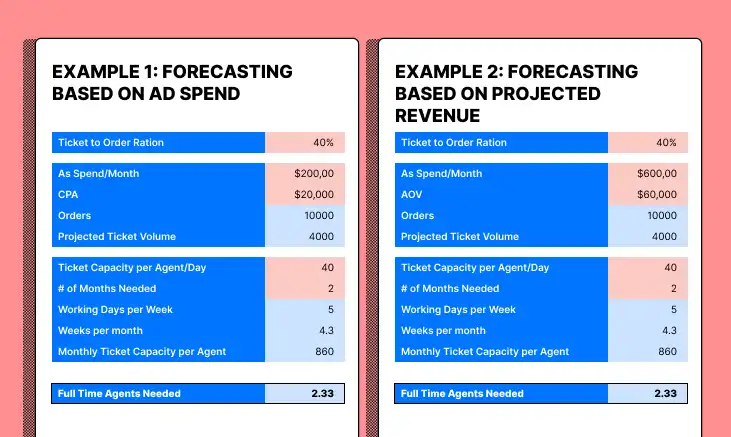 EXAMPLE 1: FORECASTING
BASED ON AD SPEND
Ticket to Order Ration 40%
As Spend/Month $200,00
CPA $20,000
Orders 10000
Projected Ticket Volume 4000
Ticket Capacity per Agent/Day 40
# of Months Needed 2
Working Days per Week 5
Weeks per month 4.3
Monthly Ticket Capacity per Agent 860
Full Time Agents Needed 2.33
EXAMPLE 2: FORECASTING
BASED ON PROJECTED
REVENUE
Ticket to Order Ration 40%
As Spend/Month $600,00
AOV $60,000
Orders 10000
Projected Ticket Volume 4000
Ticket Capacity per Agent/Day 40
# of Months Needed 2
Working Days per Week 5
Weeks per month 4.3
Monthly Ticket Capacity per Agent 860
Full Time Agents Needed 2.33